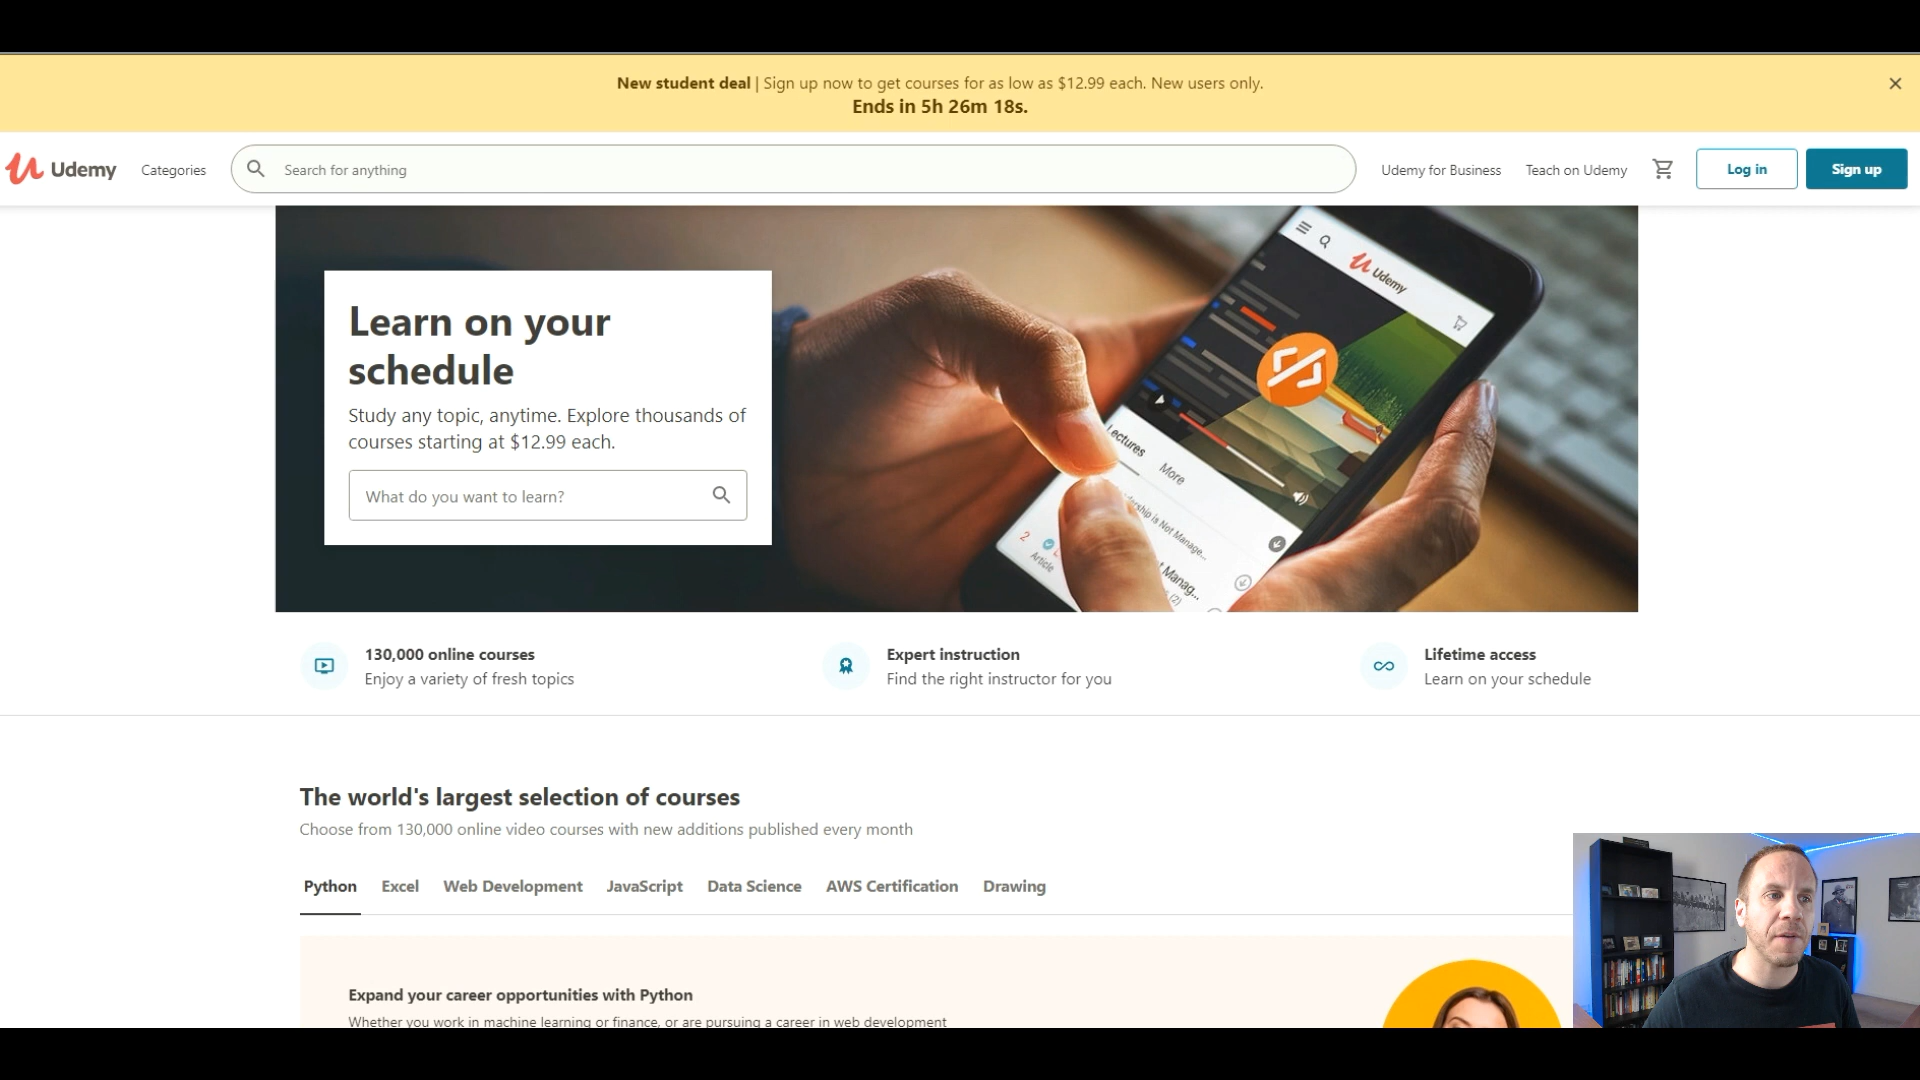 New student deal | Sign up now to get courses for as low as $12.99 each. New users only.
Ends in 5h 26m 18s.
Udemy
Categories
Search for anything
Udemy for Business
Teach on Udemy
Log in
Sign up
Udemy
Learn on your
schedule
Study any topic, anytime. Explore thousands of
courses starting at $12.99 each.
What do you want to learn?
Lectures
More
is Not Manage...
2
Article
Manag...
(2)
130,000 online courses
Enjoy a variety of fresh topics
Expert instruction
Find the right instructor for you
Lifetime access
Learn on your schedule
The world's largest selection of courses
Choose from 130,000 online video courses with new additions published every month
Python
Excel
Web Development
JavaScript
Data Science
AWS Certification
Drawing
Expand your career opportunities with Python
Whether you work in machine learning or finance, or are pursuing a career in web development